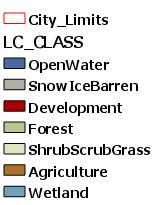 City_Limits
LC_CLASS
OpenWater
SnowIceBarren
Development
Forest
ShrubScrubGrass
Agriculture
Wetland